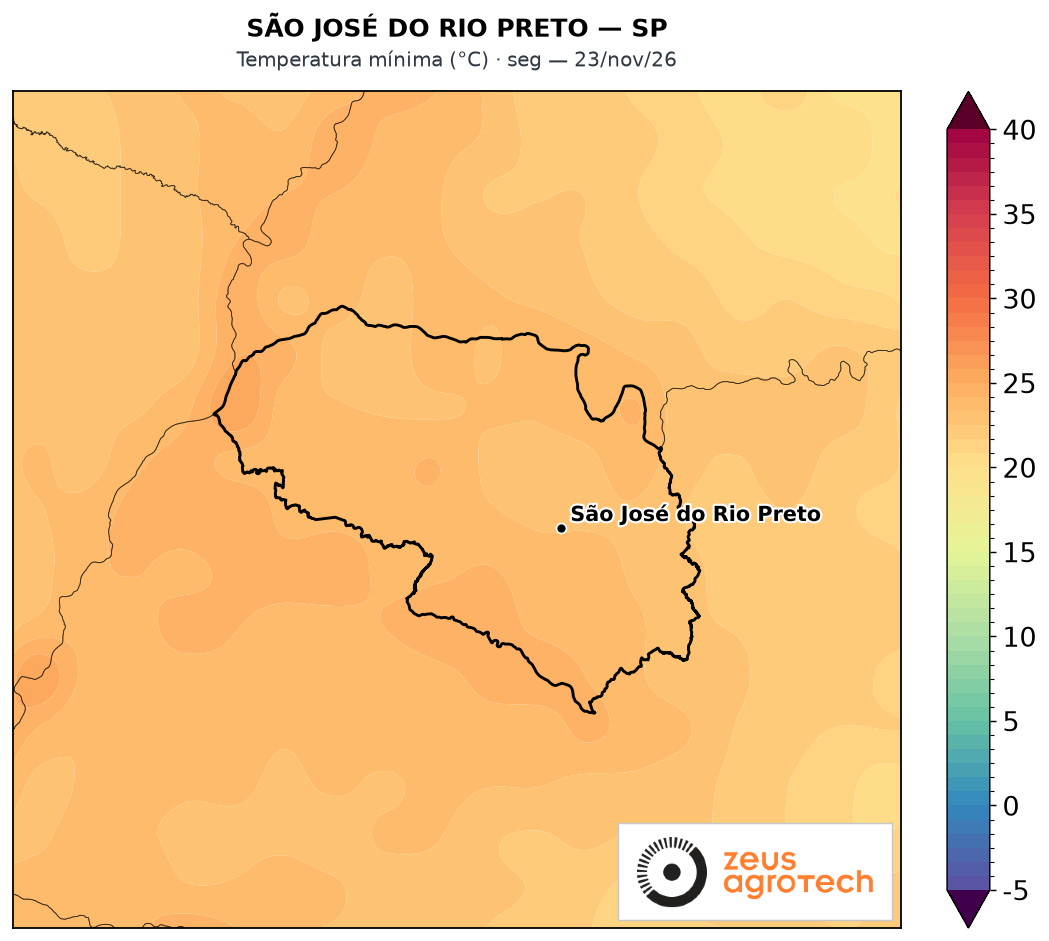 SÃO JOSÉ DO RIO PRETO — SP
Temperatura mínima (°C) · seg — 23/nov/26
40
35
30
25
20
15
10
5
0
-5
São José do Rio Preto
zeus
agrotech